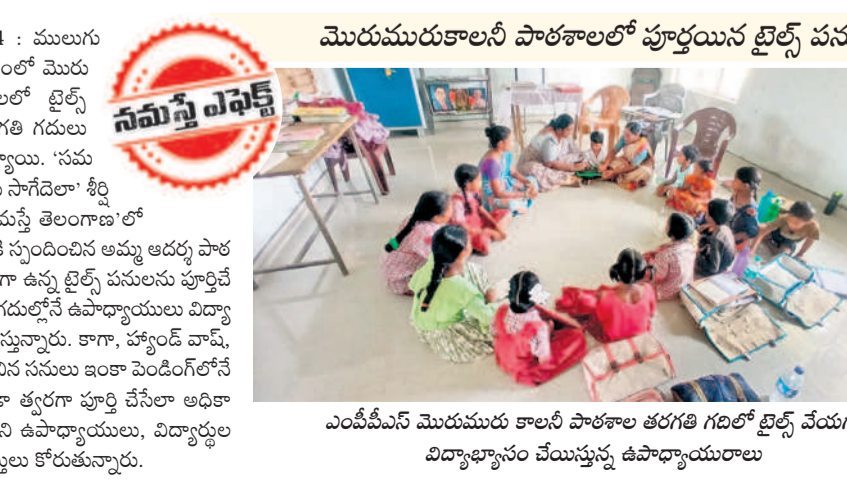 మొరుమురుకాలనీ పాఠశాలలో పూర్తయిన టైల్స్ పను
4 : ములుగు
ంలో మొరు
లలో టైల్స్
గతి గదులు
్యాయి. ‘సమ
సాగేదెలా’ శీర్షి
మస్తే తెలంగాణ’లో
కి స్పందించిన అమ్మ ఆదర్శ పాఠ
గా ఉన్న టైల్స్ పనులను పూర్తిచే
గదుల్లోనే ఉపాధ్యాయులు విద్యా
స్తున్నారు. కాగా, హ్యాండ్ వాష్,
చిన సనులు ఇంకా పెండింగ్‌లోనే
డా త్వరగా పూర్తి చేసేలా అధికా
ని ఉపాధ్యాయులు, విద్యార్థుల
్తులు కోరుతున్నారు.
నమస్తే ఎఫెక్ట్
ఎంపీపీఎస్ మొరుమురు కాలనీ పాఠశాల తరగతి గదిలో టైల్స్ వేయగ
విద్యాభ్యాసం చేయిస్తున్న ఉపాధ్యాయురాలు